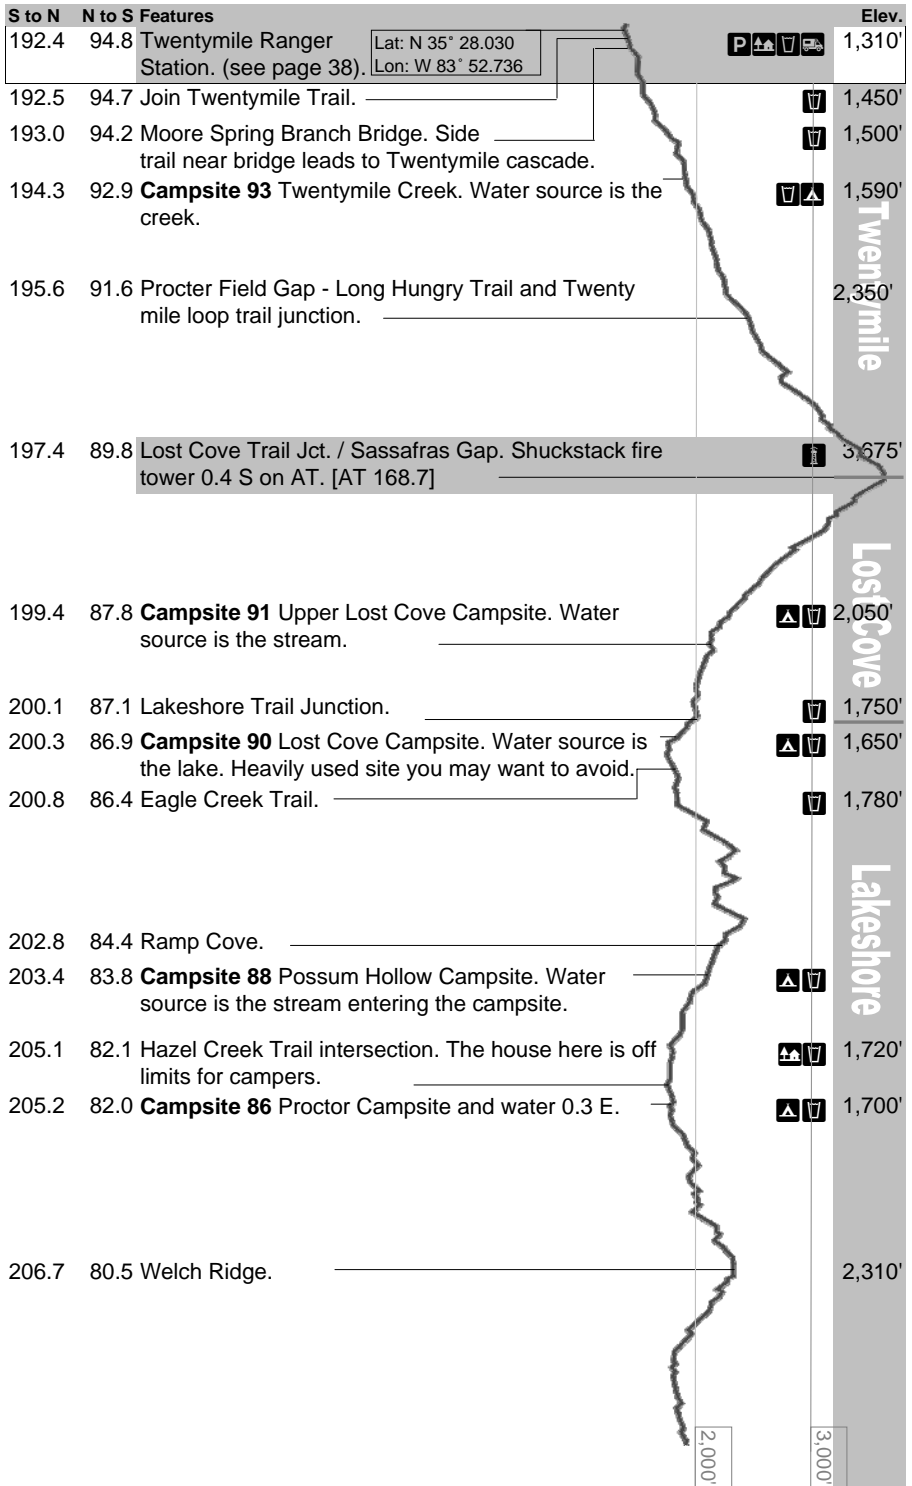 S to N N to S Features Elev.
192.4 94.8 Twentymile Ranger Lat: N 35° 28.030 P 1,310'
Station. (see page 38). Lon: W 83° 52.736
192.5 94.7 Join Twentymile Trail. 1,450'
193.0 94.2 Moore Spring Branch Bridge. Side 1,500'
trail near bridge leads to Twentymile cascade.
194.3 92.9 Campsite 93 Twentymile Creek. Water source is the 1,590'
creek.
Twentymile
195.6 91.6 Procter Field Gap - Long Hungry Trail and Twenty 2,350'
mile loop trail junction.
197.4 89.8 Lost Cove Trail Jct. / Sassafras Gap. Shuckstack fire 3,675'
tower 0.4 S on AT. [AT 168.7]
Lost Cove
199.4 87.8 Campsite 91 Upper Lost Cove Campsite. Water 2,050'
source is the stream.
200.1 87.1 Lakeshore Trail Junction. 1,750'
200.3 86.9 Campsite 90 Lost Cove Campsite. Water source is 1,650'
the lake. Heavily used site you may want to avoid.
200.8 86.4 Eagle Creek Trail. 1,780'
Lakeshore
202.8 84.4 Ramp Cove.
203.4 83.8 Campsite 88 Possum Hollow Campsite. Water
source is the stream entering the campsite.
205.1 82.1 Hazel Creek Trail intersection. The house here is off 1,720'
limits for campers.
205.2 82.0 Campsite 86 Proctor Campsite and water 0.3 E. 1,700'
206.7 80.5 Welch Ridge. 2,310'
2,000' 3,000'